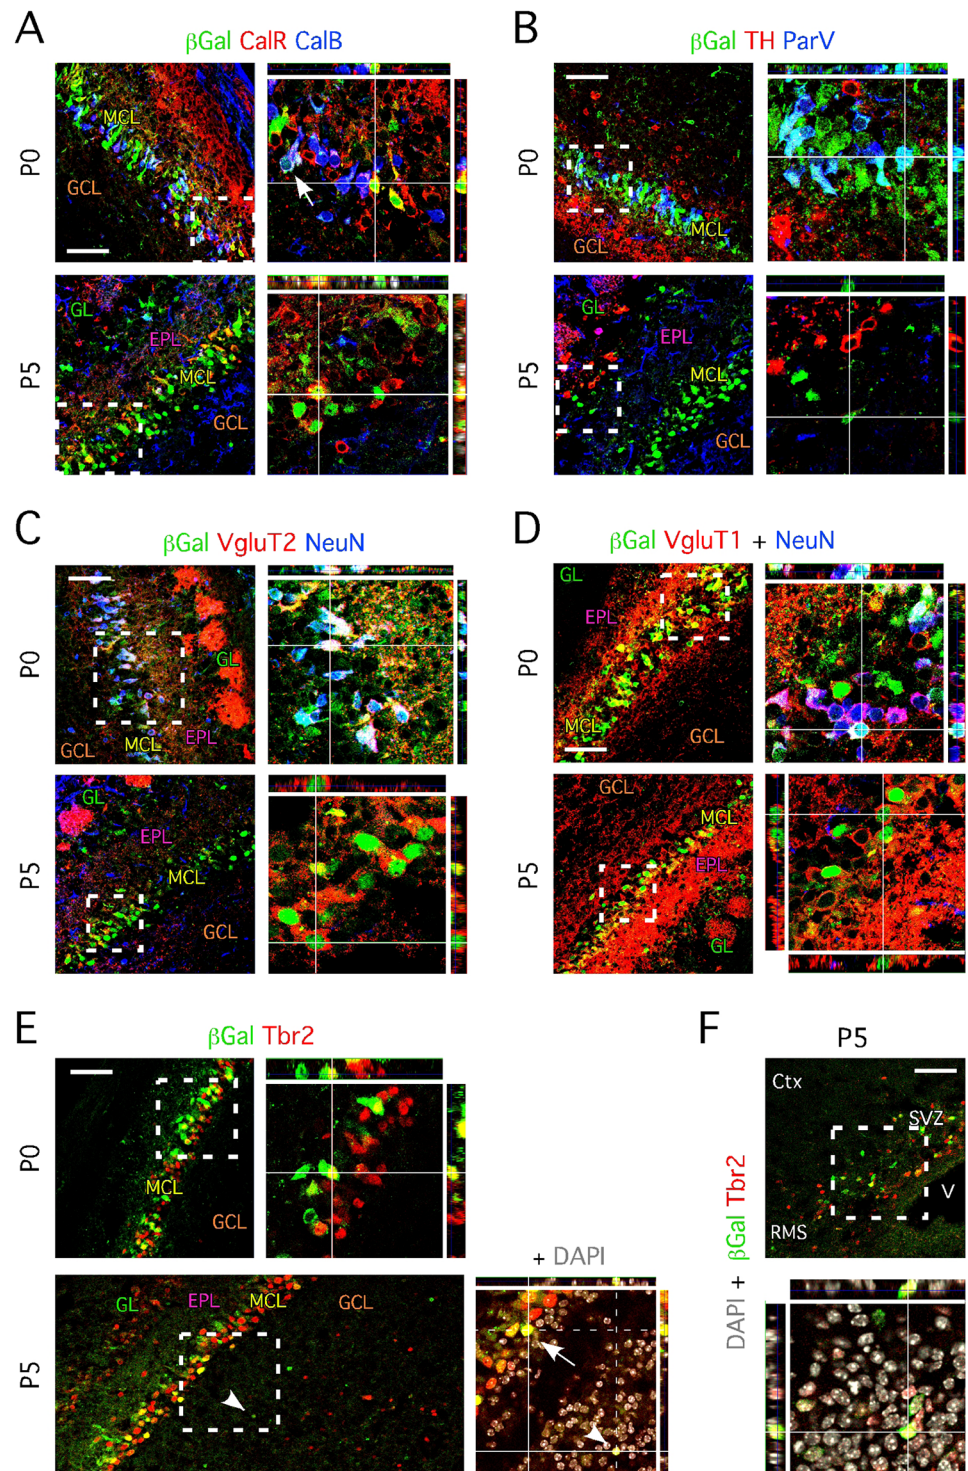 A
βGal CalR CalB
P0
MCL
GCL
P5
GL
EPL
MCL
GCL
B
βGal TH ParV
MCL
GCL
GL
EPL
MCL
GCL
C
βGal VgluT2 NeuN
P0
GL
GCL
MCL
EPL
P5
GL
EPL
MCL
GCL
D
βGal VgluT1 + NeuN
P0
GL
EPL
MCL
GCL
P5
GCL
MCL
EPL
GL
E
βGal Tbr2
P0
MCL
GCL
P5
GL
EPL
MCL
GCL
+ DAPI
F
P5
DAPI + βGal Tbr2
Ctx
SVZ
V
RMS
P0
P5